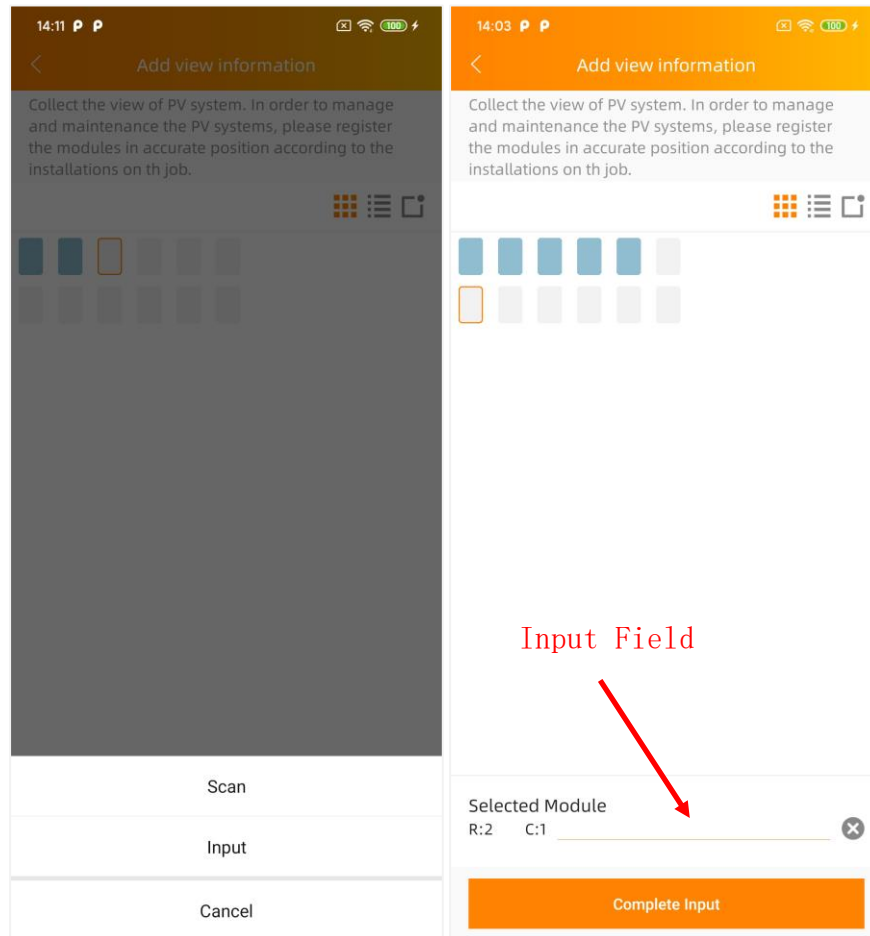 14:11 P P
100
Add view information
Collect the view of PV system. In order to manage
and maintenance the PV systems, please register
the modules in accurate position according to the
installations on th job.
Scan
Input
Cancel
14:03 P P
100
Add view information
Collect the view of PV system. In order to manage
and maintenance the PV systems, please register
the modules in accurate position according to the
installations on th job.
Input Field
Selected Module
R:2 C:1
Complete Input